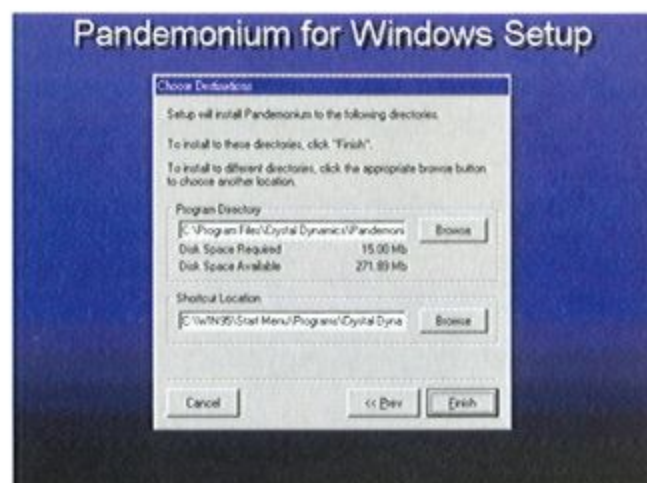 Pandemonium for Windows Setup
Choose Destinations
Setup will install Pandemonium to the following directories.
To install to these directories, click "Finish".
To install to different directories, click the appropriate browse button
to choose another location.
Program Directory
C:\Program Files\Crystal Dynamics\Pandemoni
Browse
Disk Space Required 15.00 Mb
Disk Space Available 271.89 Mb
Shortcut Location
C:\WIN95\Start Menu\Programs\Crystal Dyna
Browse
Cancel
<< Prev
Finish